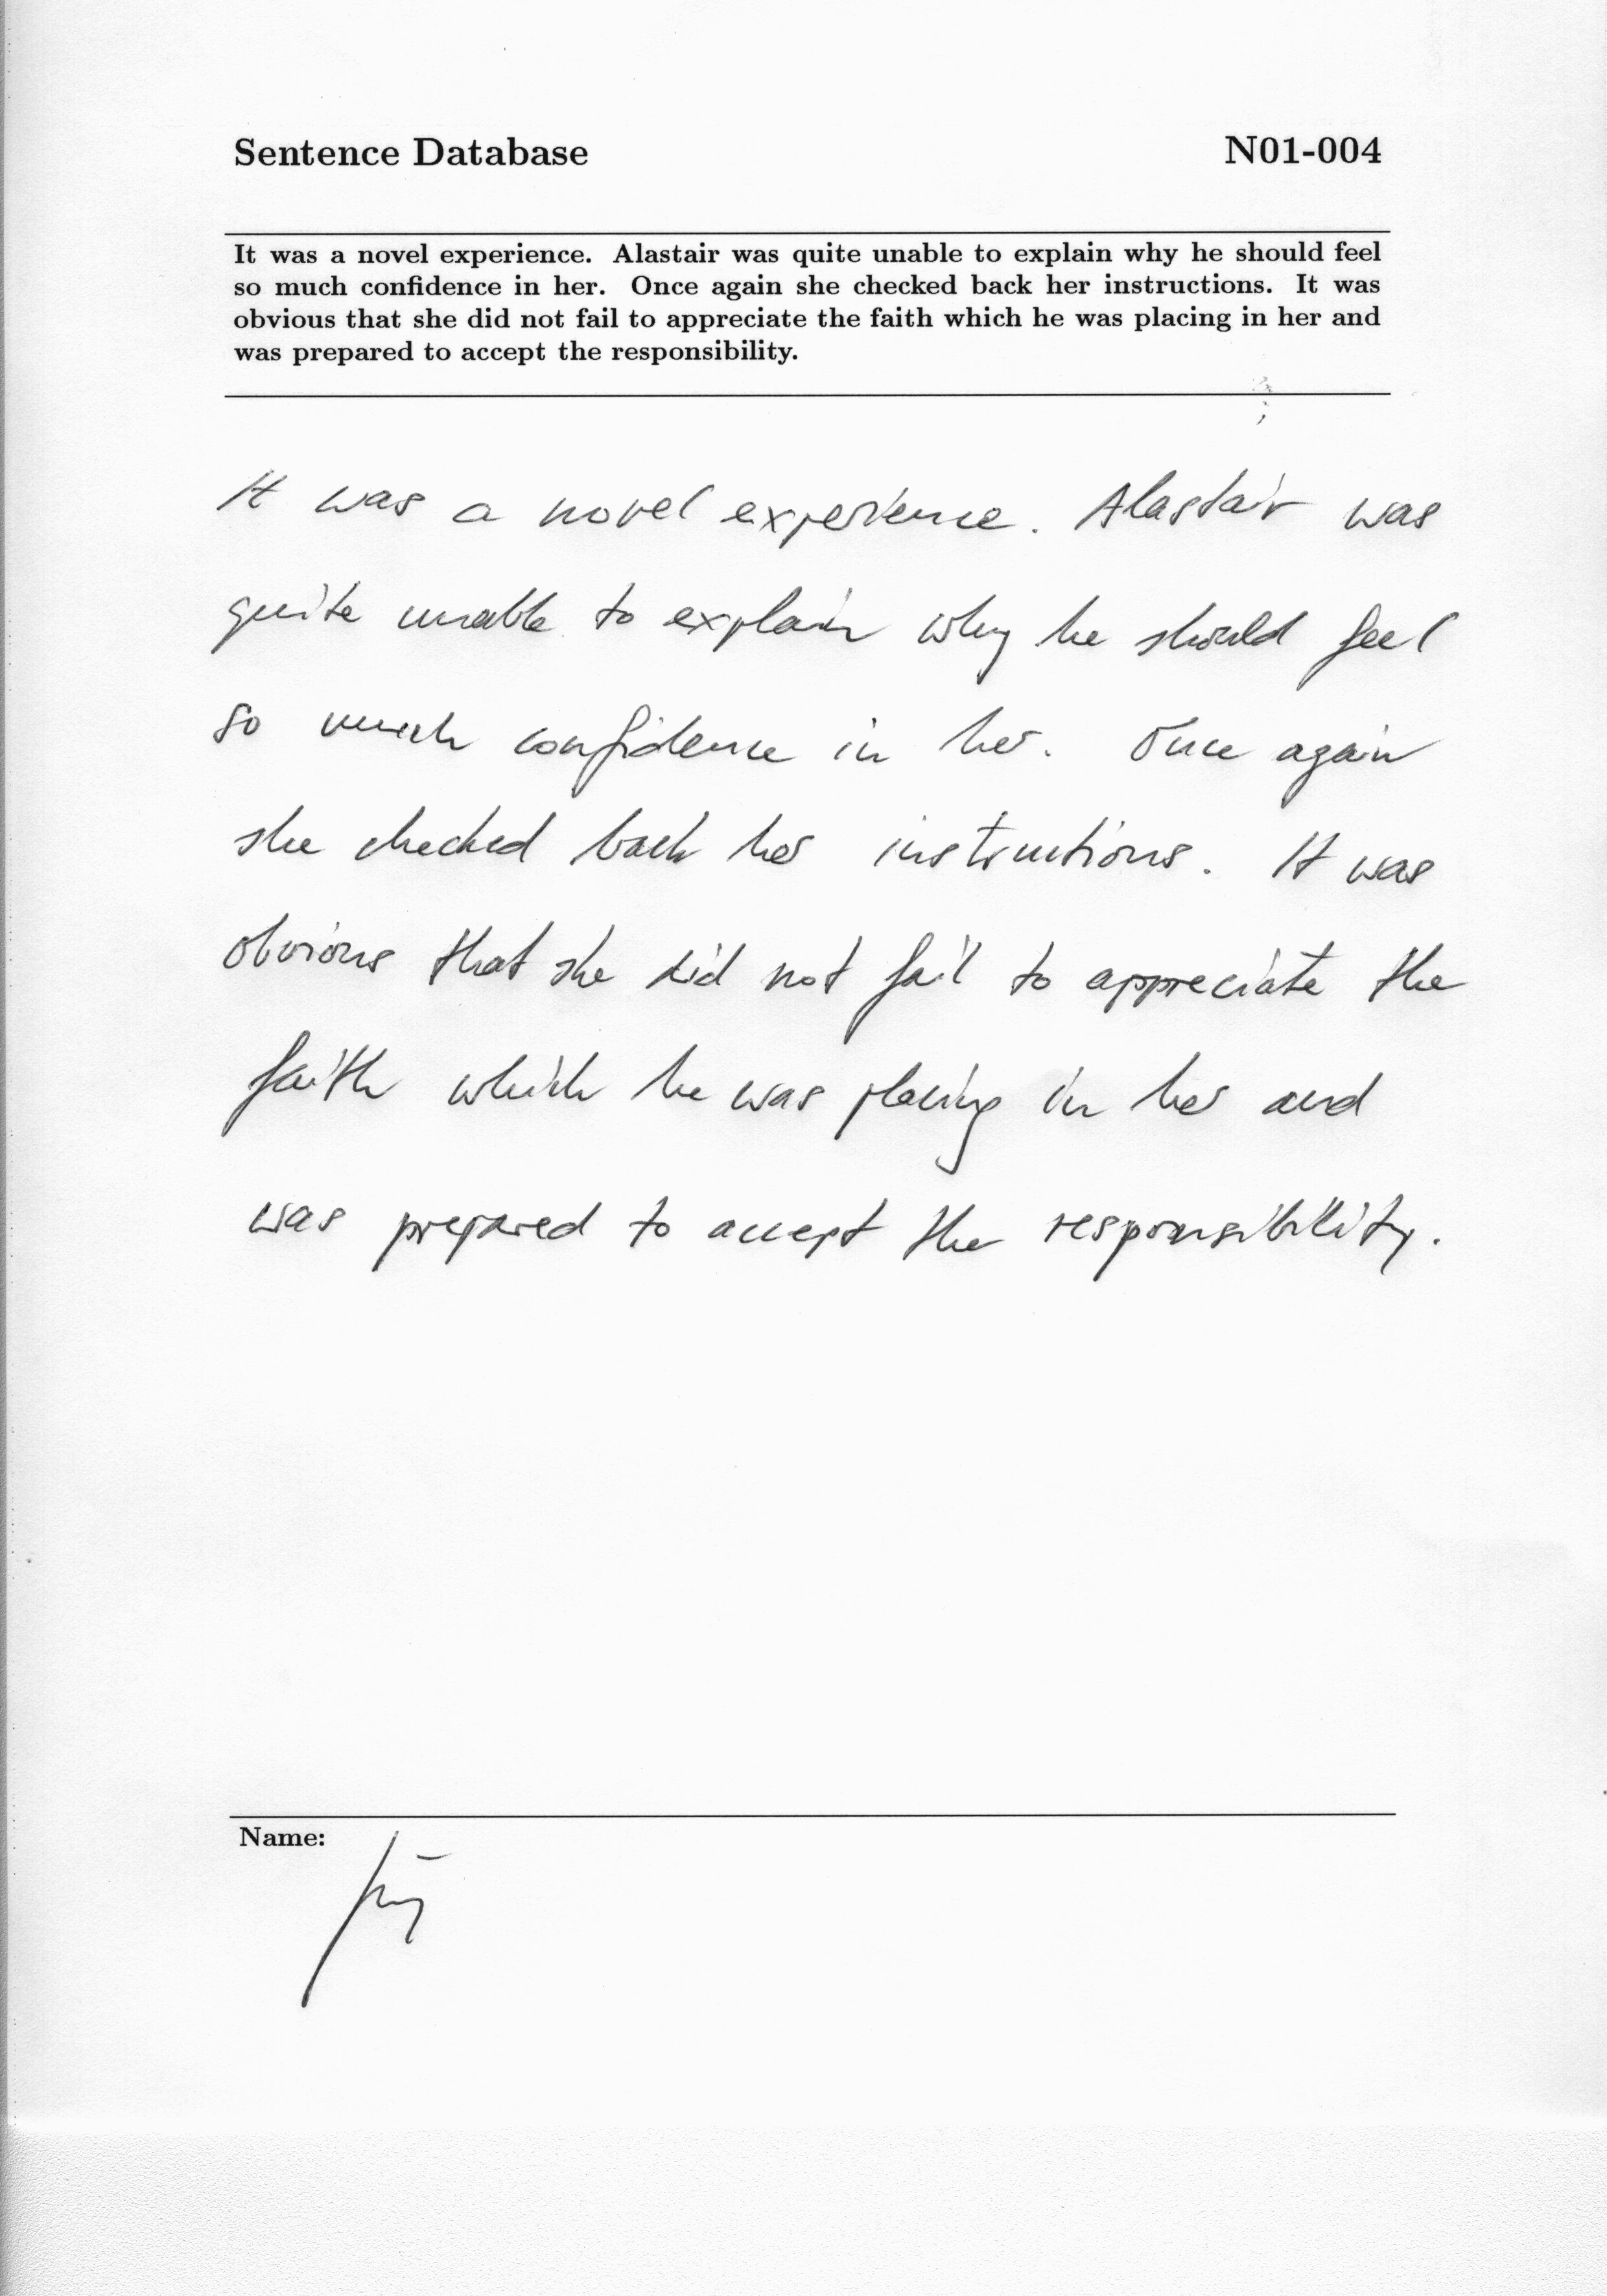 Sentence Database N01-004
It was a novel experience. Alastair was quite unable to explain why he should feel
so much confidence in her. Once again she checked back her instructions. It was
obvious that she did not fail to appreciate the faith which he was placing in her and
was prepared to accept the responsibility.
It was a novel experience. Alastair was
quite unable to explain why he should feel
so much confidence in her. Once again
she checked back her instructions. It was
obvious that she did not fail to appreciate the
faith which he was placing in her and
was prepared to accept the responsibility.
Name: